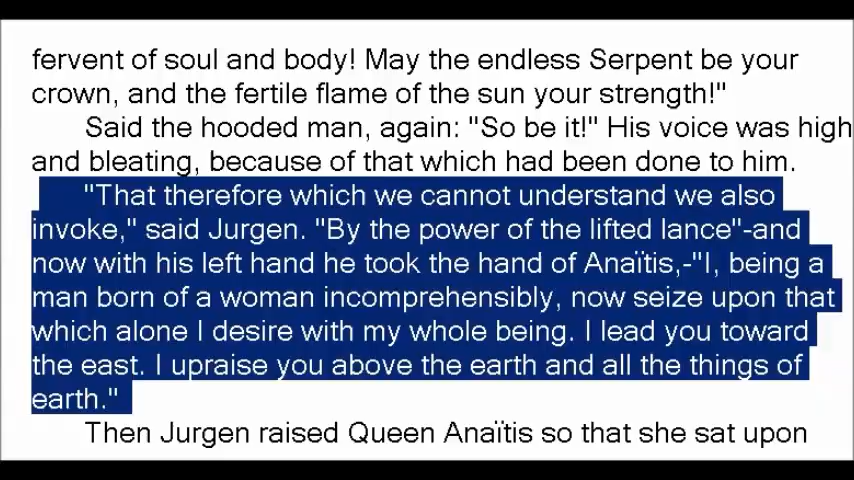 fervent of soul and body! May the endless Serpent be your
crown, and the fertile flame of the sun your strength!"
Said the hooded man, again: "So be it!" His voice was high
and bleating, because of that which had been done to him.
"That therefore which we cannot understand we also
invoke," said Jurgen. "By the power of the lifted lance"-and
now with his left hand he took the hand of Anaïtis,-"I, being a
man born of a woman incomprehensibly, now seize upon that
which alone I desire with my whole being. I lead you toward
the east. I upraise you above the earth and all the things of
earth."
Then Jurgen raised Queen Anaïtis so that she sat upon